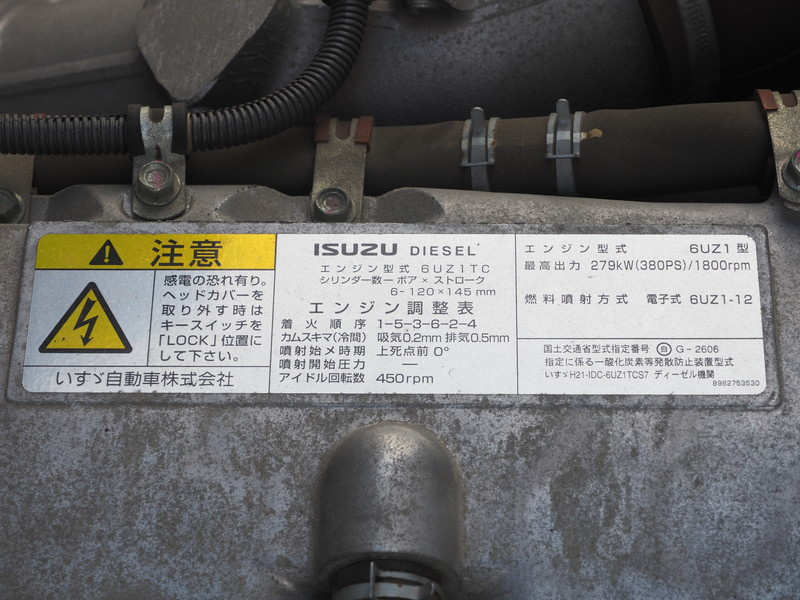 注意
感電の恐れ有り。
ヘッドカバーを
取り外す時は
キースイッチを
「LOCK」位置に
して下さい。
いすゞ自動車株式会社
ISUZU DIESEL
エンジン型式 6UZ1TC
シリンダ数ーボア×ストローク
6-120×145mm
エンジン調整表
着火順序 1-5-3-6-2-4
カムスキマ(冷間) 吸気0.2mm 排気0.5mm
噴射始メ時期 上死点前 0°
噴射開始圧力 —
アイドル回転数 450rpm
エンジン型式 6UZ1型
最高出力 279kW(380PS)/1800rpm
燃料噴射方式 電子式 6UZ1-12
国土交通省型式指定番号 自 G-2606
指定に係る一酸化炭素等発散防止装置型式
いすゞH21-IDC-6UZ1TCS7 ディーゼル機関
8982753530